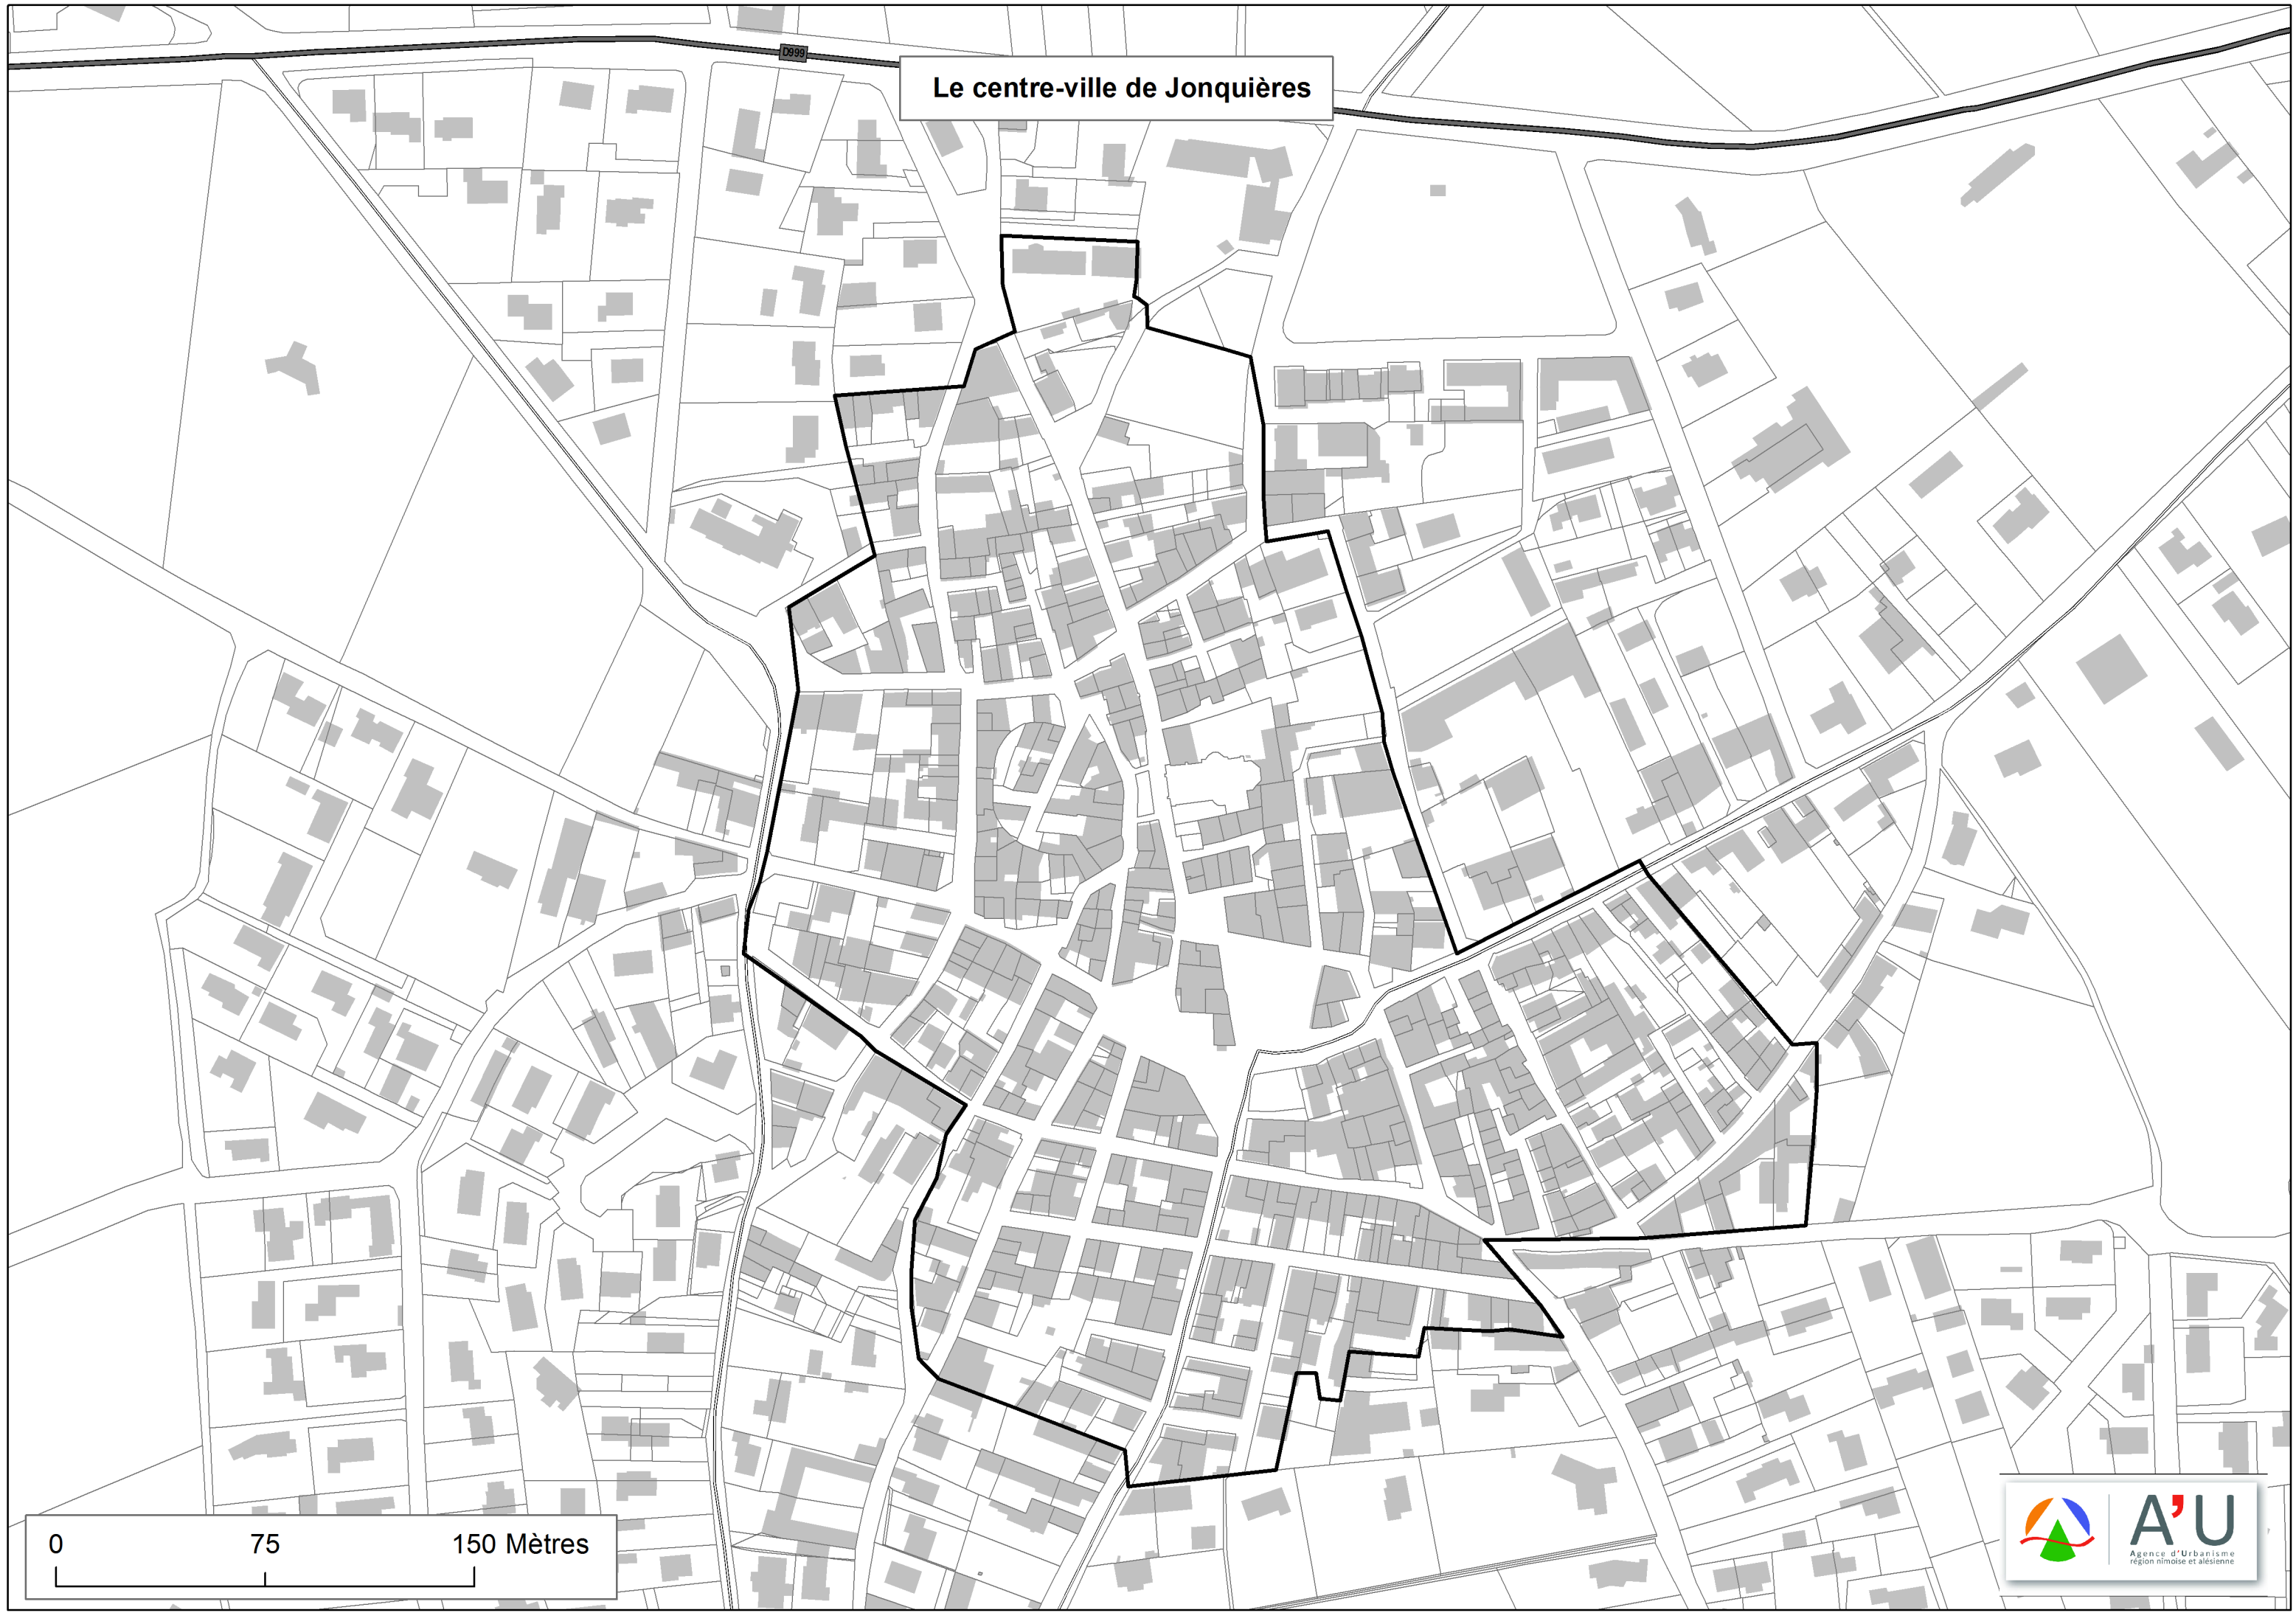 D999
Le centre-ville de Jonquières
0 75 150 Mètres
A'U
Agence d'Urbanisme
région nîmoise et alésienne